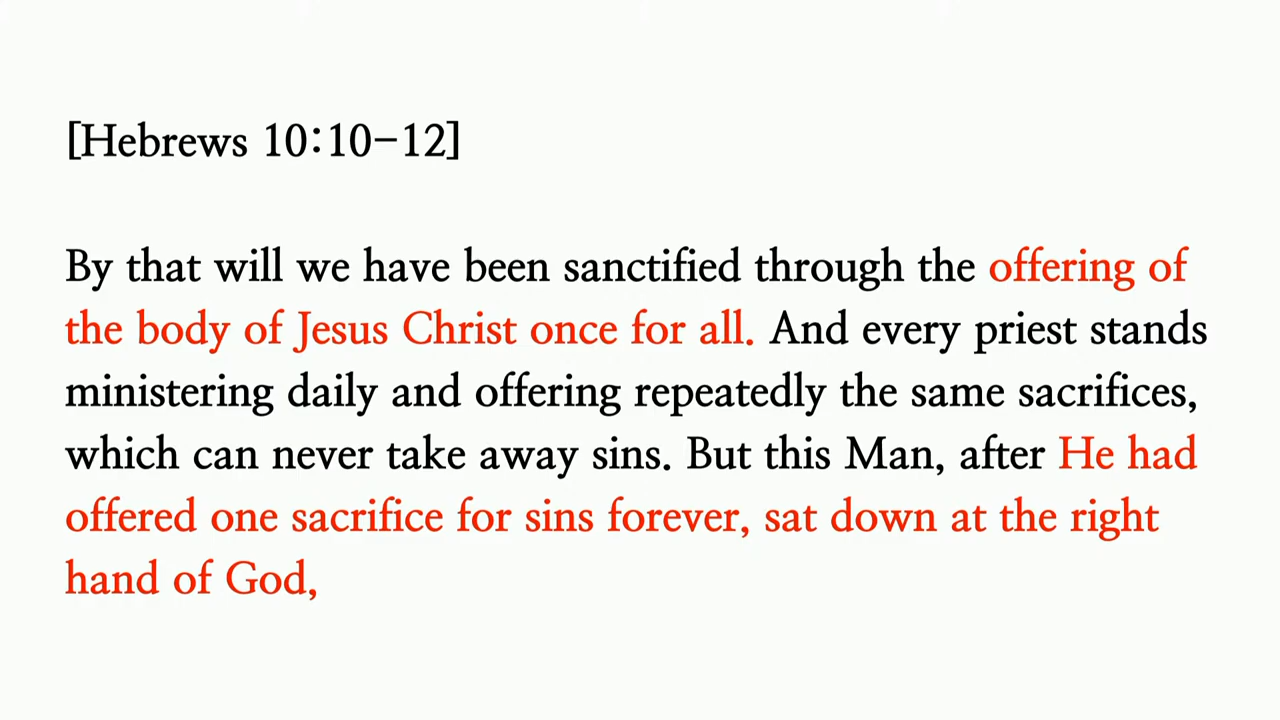 [Hebrews 10:10-12]
By that will we have been sanctified through the offering of
the body of Jesus Christ once for all. And every priest stands
ministering daily and offering repeatedly the same sacrifices,
which can never take away sins. But this Man, after He had
offered one sacrifice for sins forever, sat down at the right
hand of God,